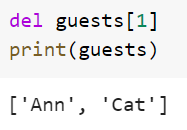 del guests[1]
print(guests)
['Ann', 'Cat']